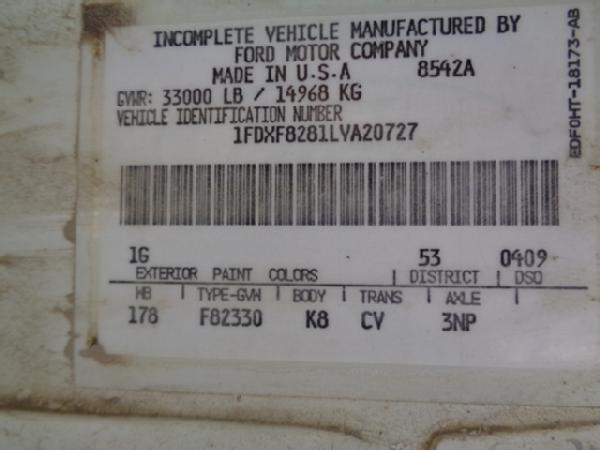 INCOMPLETE VEHICLE MANUFACTURED BY
FORD MOTOR COMPANY
MADE IN U.S.A 8542A
GVWR: 33000 LB / 14968 KG
VEHICLE IDENTIFICATION NUMBER
1FDXF8281LVA20727
1G 53 0409
EXTERIOR PAINT COLORS | DISTRICT | DSO
WB | TYPE-GVW | BODY | TRANS | AXLE |
178 F82330 K8 CV 3NP
EDF0HT-18173-AB